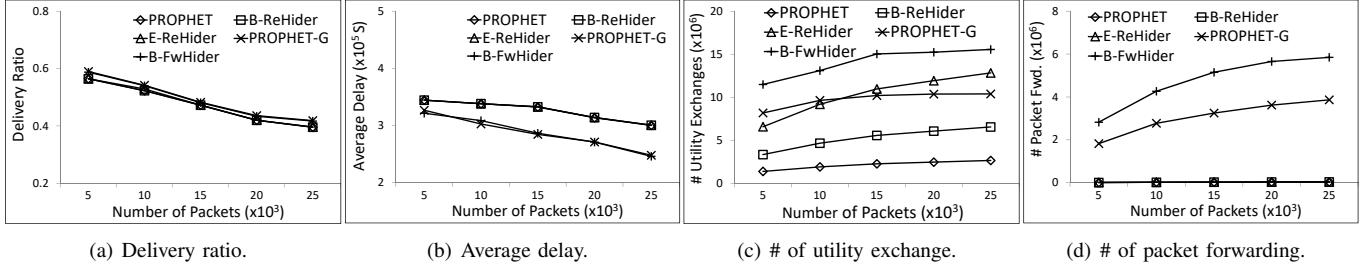 0.8
PROPHET B-ReHider
E-ReHider PROPHET-G
B-FwHider
0.6
0.4
0.2
Delivery Ratio
5 10 15 20 25
Number of Packets (x10³)
(a) Delivery ratio.
5
PROPHET B-ReHider
E-ReHider PROPHET-G
B-FwHider
4
3
2
Average Delay (x10⁵ S)
5 10 15 20 25
Number of Packets (x10³)
(b) Average delay.
20
PROPHET B-ReHider
E-ReHider PROPHET-G
B-FwHider
15
10
5
0
# Utility Exchanges (x10⁶)
5 10 15 20 25
Number of Packets (x10³)
(c) # of utility exchange.
8
PROPHET B-ReHider
E-ReHider PROPHET-G
B-FwHider
6
4
2
0
# Packet Fwd. (x10⁶)
5 10 15 20 25
Number of Packets (x10³)
(d) # of packet forwarding.